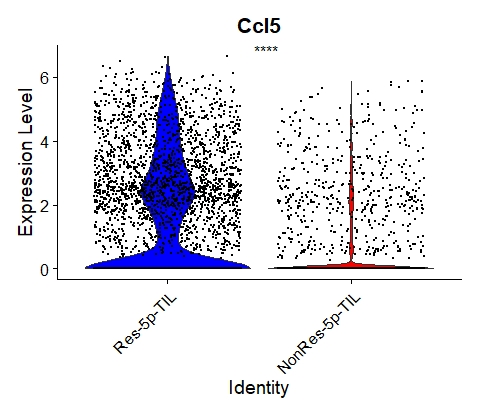 Ccl5
****
Expression Level
6
4
2
0
Res-5p-TIL
NonRes-5p-TIL
Identity